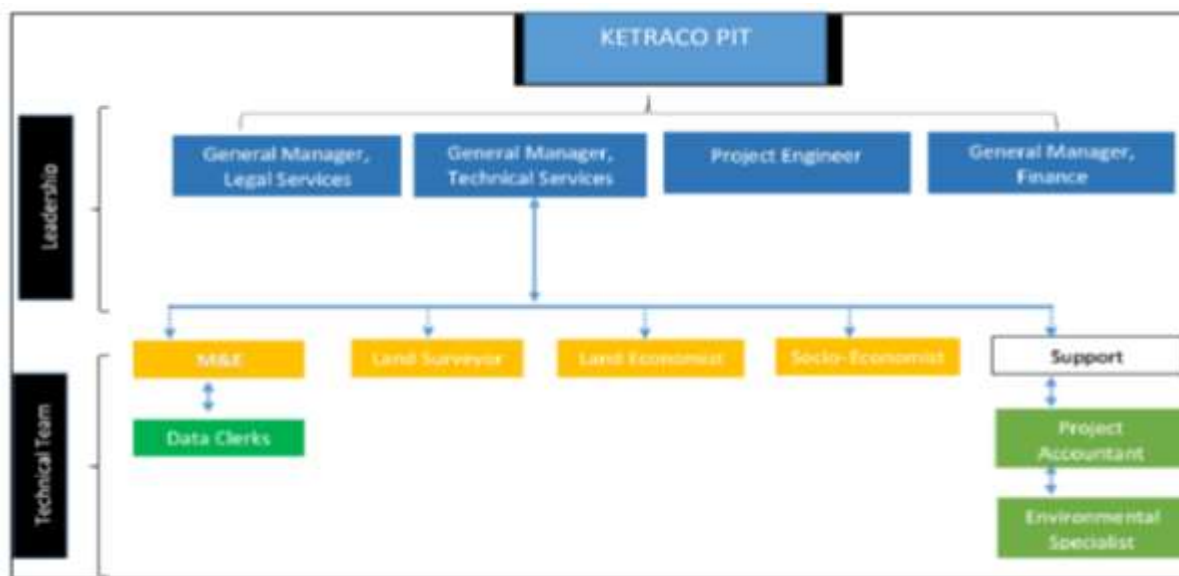 KETRACO PIT
Leadership
General Manager,
Legal Services
General Manager,
Technical Services
Project Engineer
General Manager,
Finance
Technical Team
M&E
Land Surveyor
Land Economist
Socio-Economist
Support
Data Clerks
Project
Accountant
Environmental
Specialist